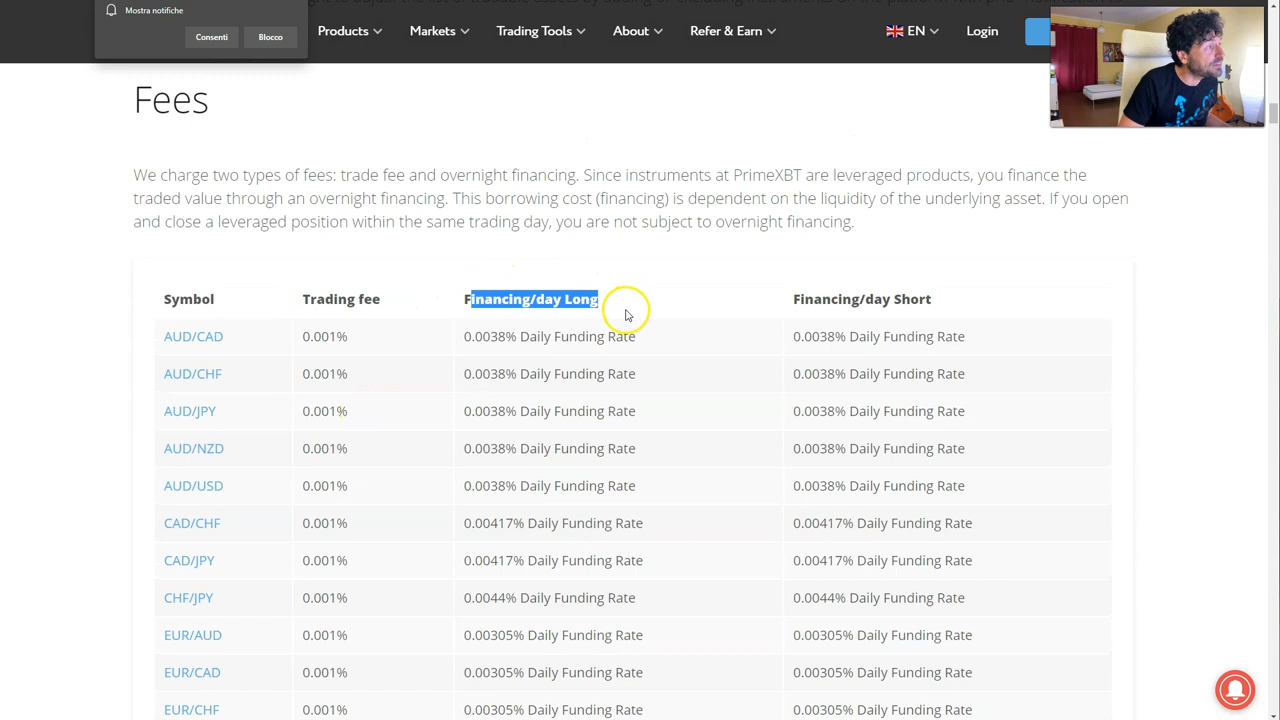 Mostra notifiche
Consenti Blocco
Products Markets Trading Tools About Refer & Earn EN Login
Fees
We charge two types of fees: trade fee and overnight financing. Since instruments at PrimeXBT are leveraged products, you finance the
traded value through an overnight financing. This borrowing cost (financing) is dependent on the liquidity of the underlying asset. If you open
and close a leveraged position within the same trading day, you are not subject to overnight financing.
Symbol Trading fee Financing/day Long Financing/day Short
AUD/CAD 0.001% 0.0038% Daily Funding Rate 0.0038% Daily Funding Rate
AUD/CHF 0.001% 0.0038% Daily Funding Rate 0.0038% Daily Funding Rate
AUD/JPY 0.001% 0.0038% Daily Funding Rate 0.0038% Daily Funding Rate
AUD/NZD 0.001% 0.0038% Daily Funding Rate 0.0038% Daily Funding Rate
AUD/USD 0.001% 0.0038% Daily Funding Rate 0.0038% Daily Funding Rate
CAD/CHF 0.001% 0.00417% Daily Funding Rate 0.00417% Daily Funding Rate
CAD/JPY 0.001% 0.00417% Daily Funding Rate 0.00417% Daily Funding Rate
CHF/JPY 0.001% 0.0044% Daily Funding Rate 0.0044% Daily Funding Rate
EUR/AUD 0.001% 0.00305% Daily Funding Rate 0.00305% Daily Funding Rate
EUR/CAD 0.001% 0.00305% Daily Funding Rate 0.00305% Daily Funding Rate
EUR/CHF 0.001% 0.00305% Daily Funding Rate 0.00305% Daily Funding Rate